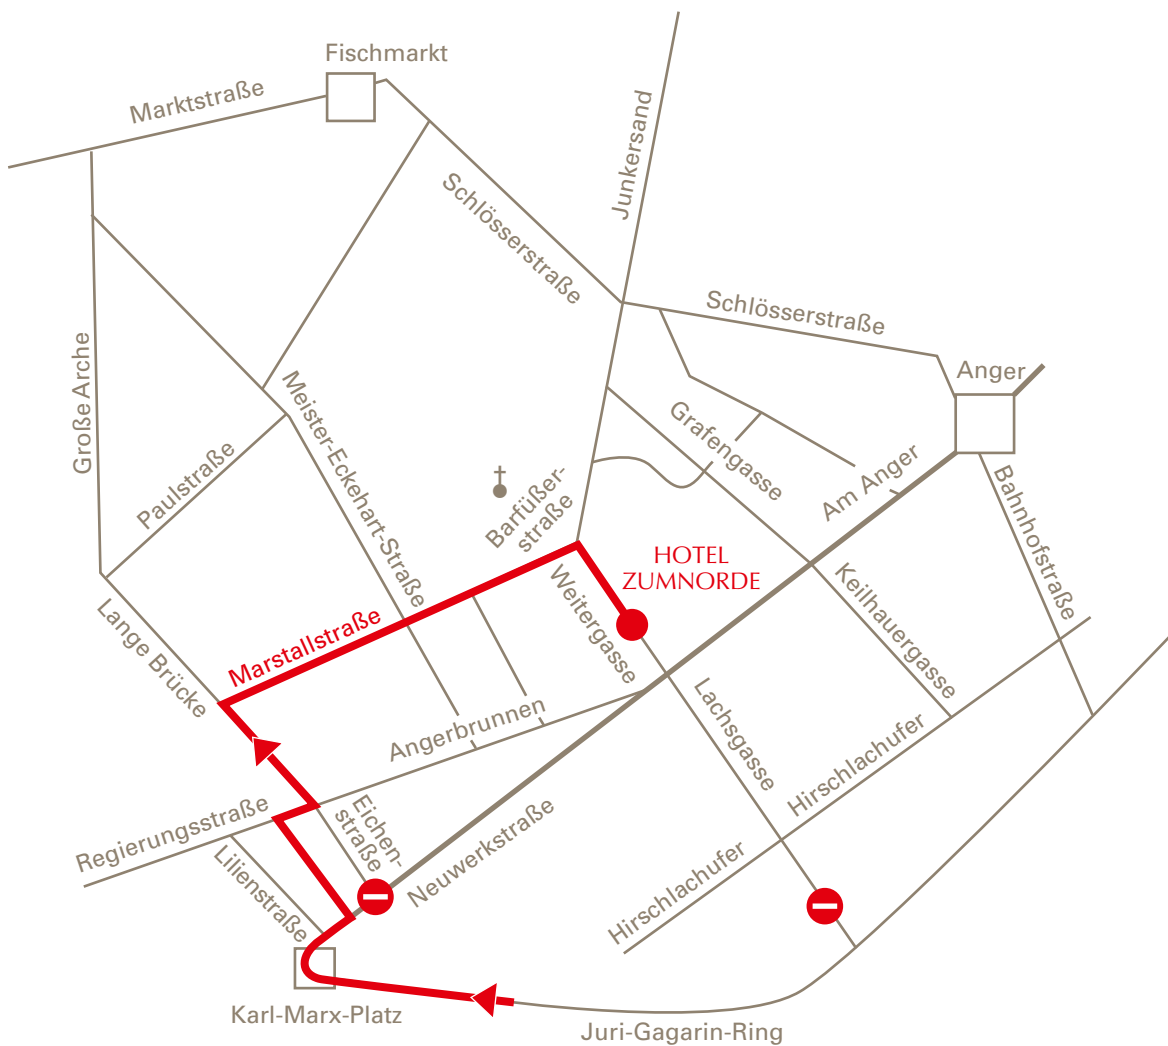 Fischmarkt
Marktstraße
Junkersand
Schlösserstraße
Schlösserstraße
Große Arche
Anger
Meister-Eckehart-Straße
Grafengasse
Paulstraße
Am Anger
Bahnhofstraße
Barfüßer-
straße
HOTEL
ZUMNORDE
Weitergasse
Keilhauergasse
Lange Brücke
Marstallstraße
Angerbrunnen
Lachsgasse
Hirschlachufer
Regierungsstraße
Eichen-
straße
Neuwerkstraße
Lilienstraße
Hirschlachufer
Karl-Marx-Platz
Juri-Gagarin-Ring